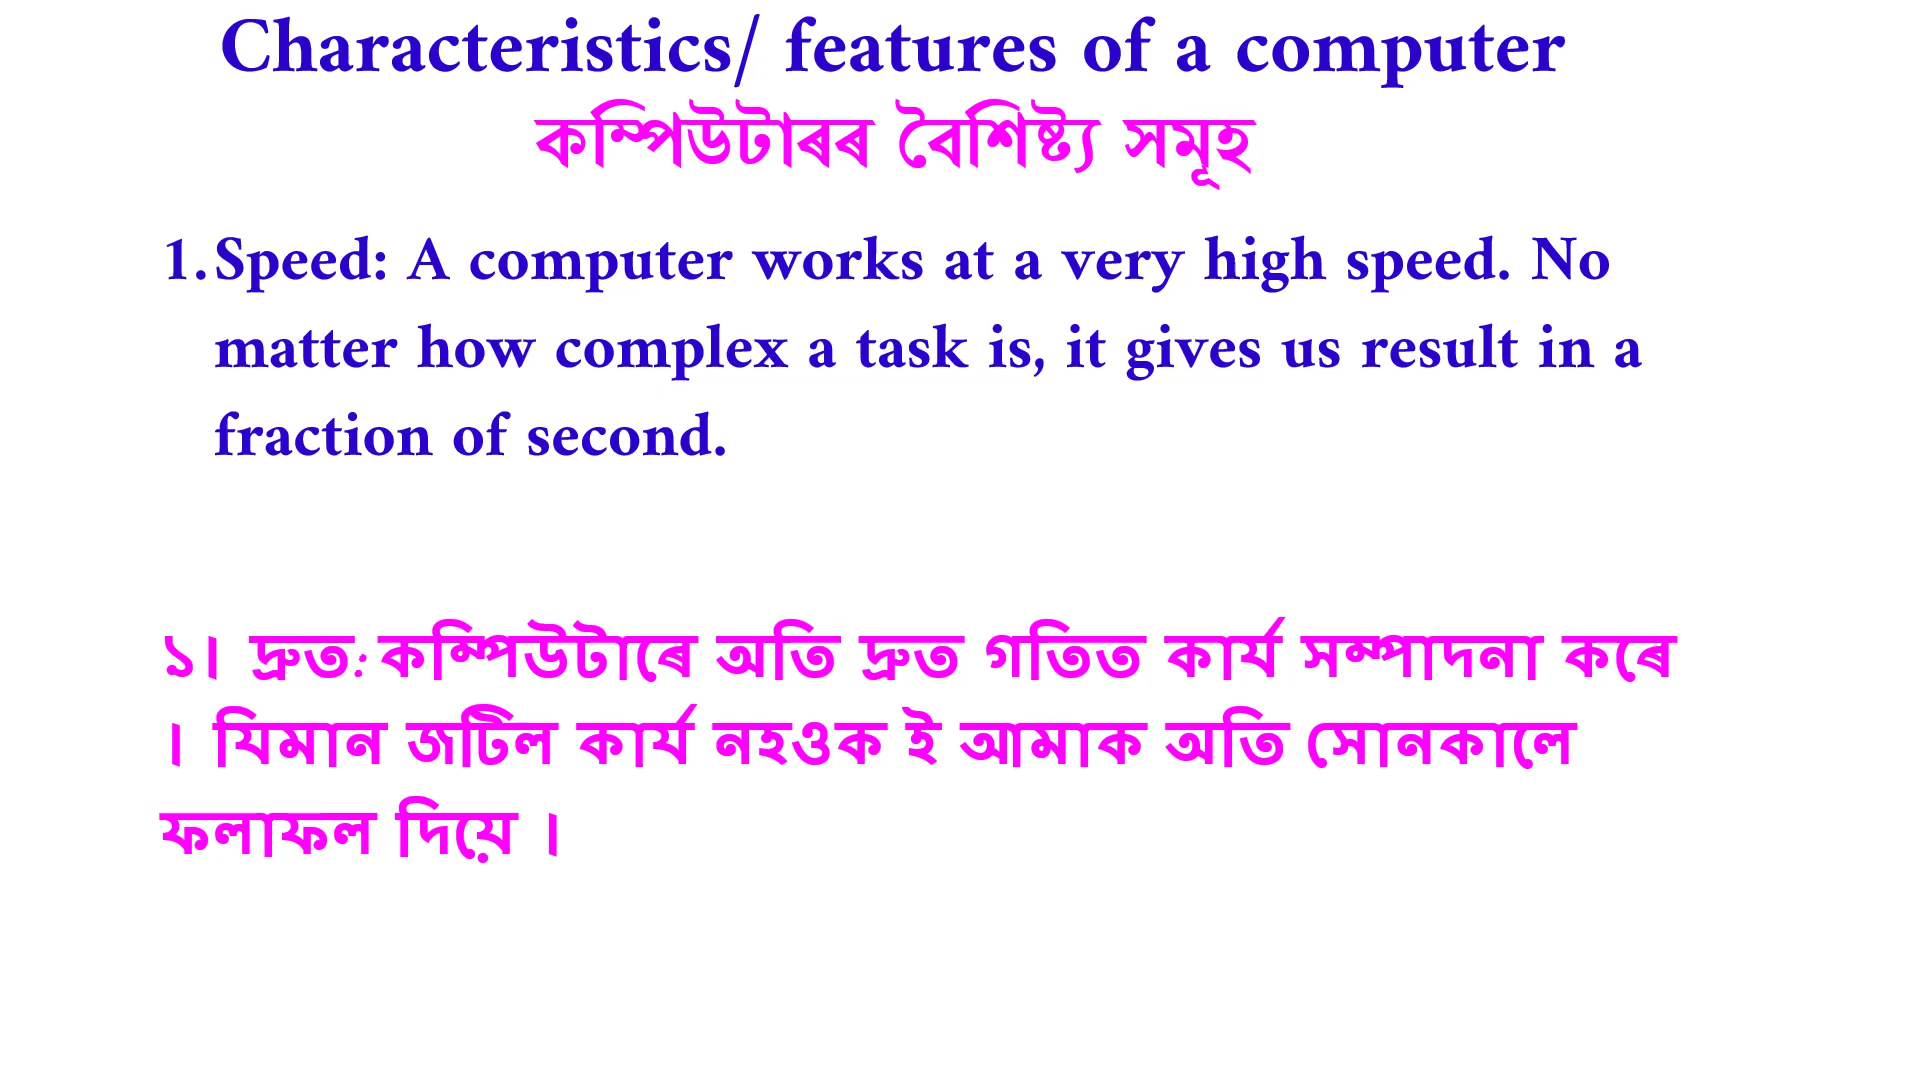 Characteristics/ features of a computer
কম্পিউটাৰৰ বৈশিষ্ট্য সমূহ
1. Speed: A computer works at a very high speed. No
matter how complex a task is, it gives us result in a
fraction of second.
১। দ্ৰুত: কম্পিউটাৰে অতি দ্ৰুত গতিত কাৰ্য সম্পাদনা কৰে
। যিমান জটিল কাৰ্য নহওক ই আমাক অতি সোনকালে
ফলাফল দিয়ে ।